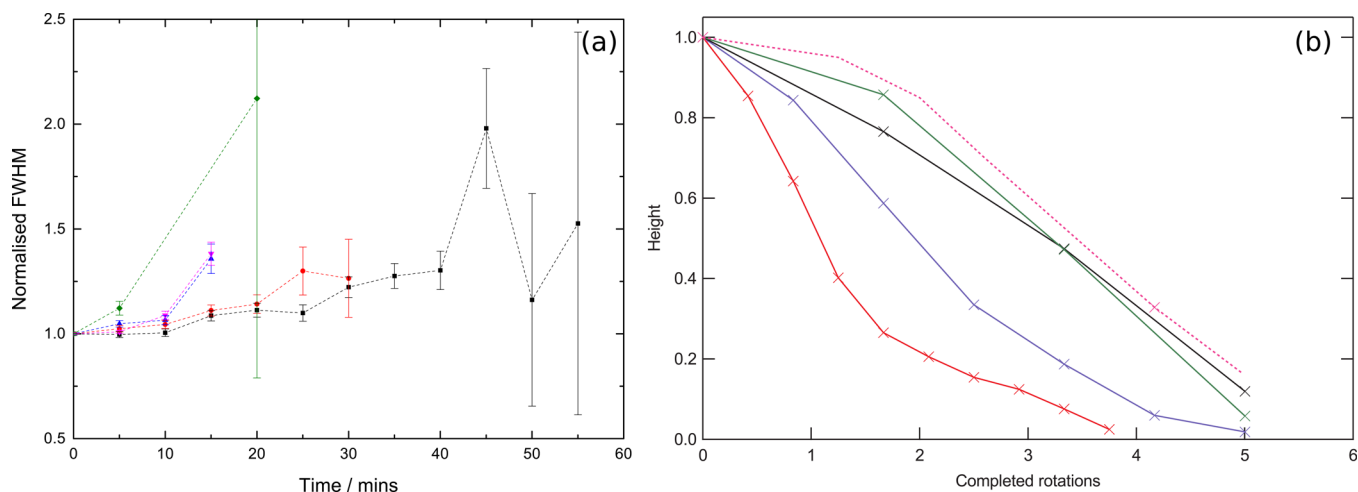 (a)
2.5
2.0
1.5
1.0
0.5
Normalised FWHM
0 10 20 30 40 50 60
Time / mins
(b)
1.0
0.8
0.6
0.4
0.2
0.0
Height
0 1 2 3 4 5 6
Completed rotations